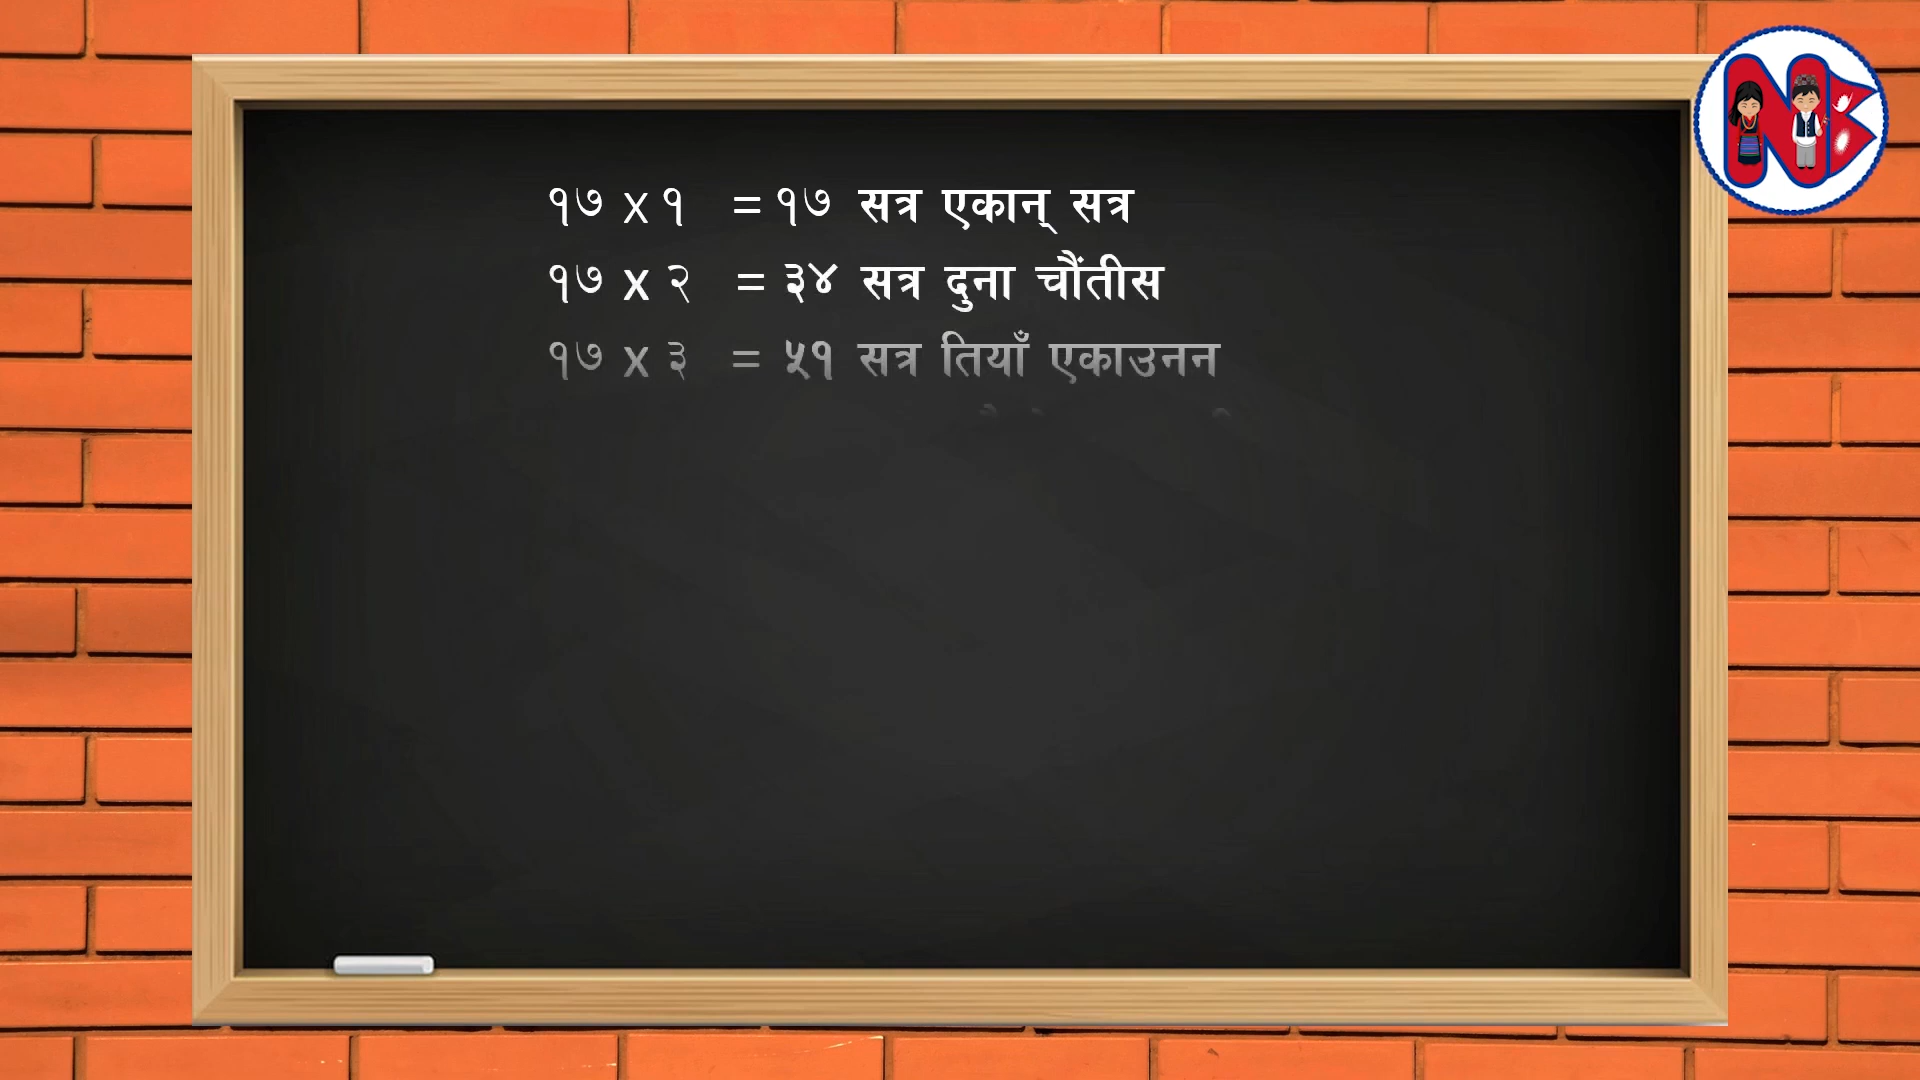 १७ x १ = १७ सत्र एकान् सत्र
१७ x २ = ३४ सत्र दुना चौंतीस
१७ x ३ = ५१ सत्र तियाँ एकाउनन